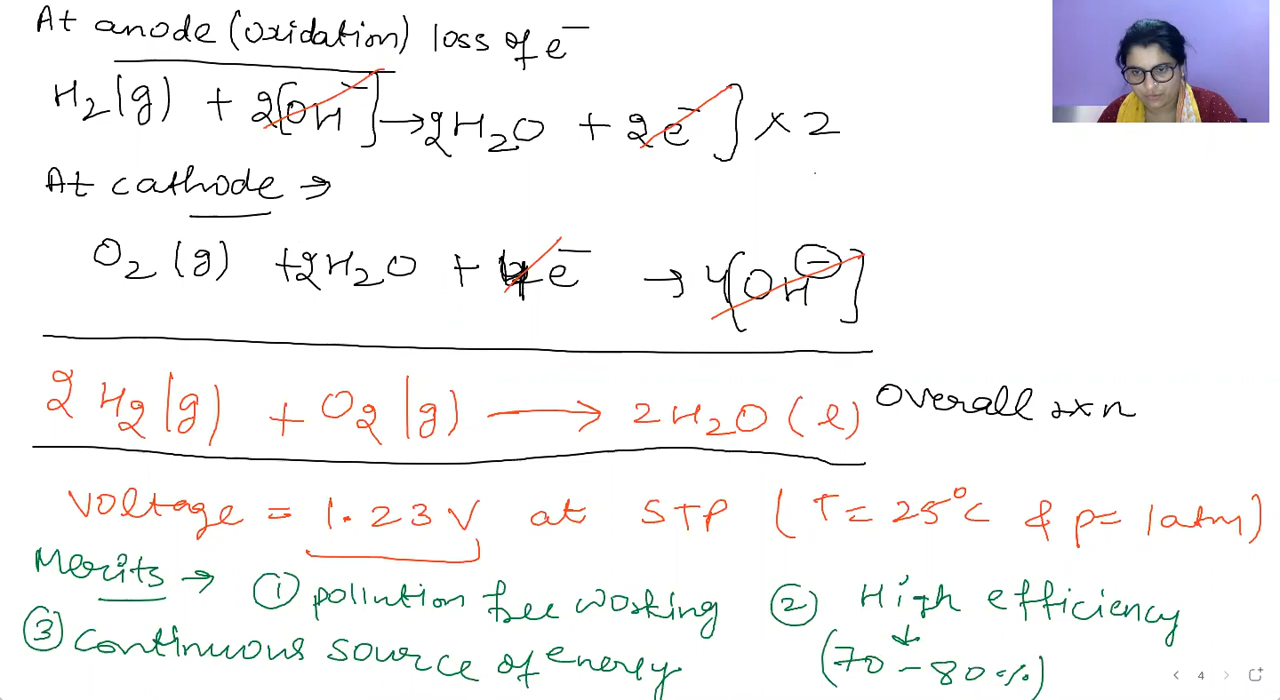 At anode (oxidation) loss of e⁻
H₂(g) + 2[OH⁻] → 2H₂O + 2e⁻] × 2
At cathode →
O₂(g) + 2H₂O + 4e⁻ → 4[OH⁻]
2H₂(g) + O₂(g) → 2H₂O(l) Overall rxn
Voltage = 1.23V at STP (T= 25°C & p= 1atm)
Merits → ① pollution free working ② High efficiency
↓
③ continuous source of energy (70-80%)
4